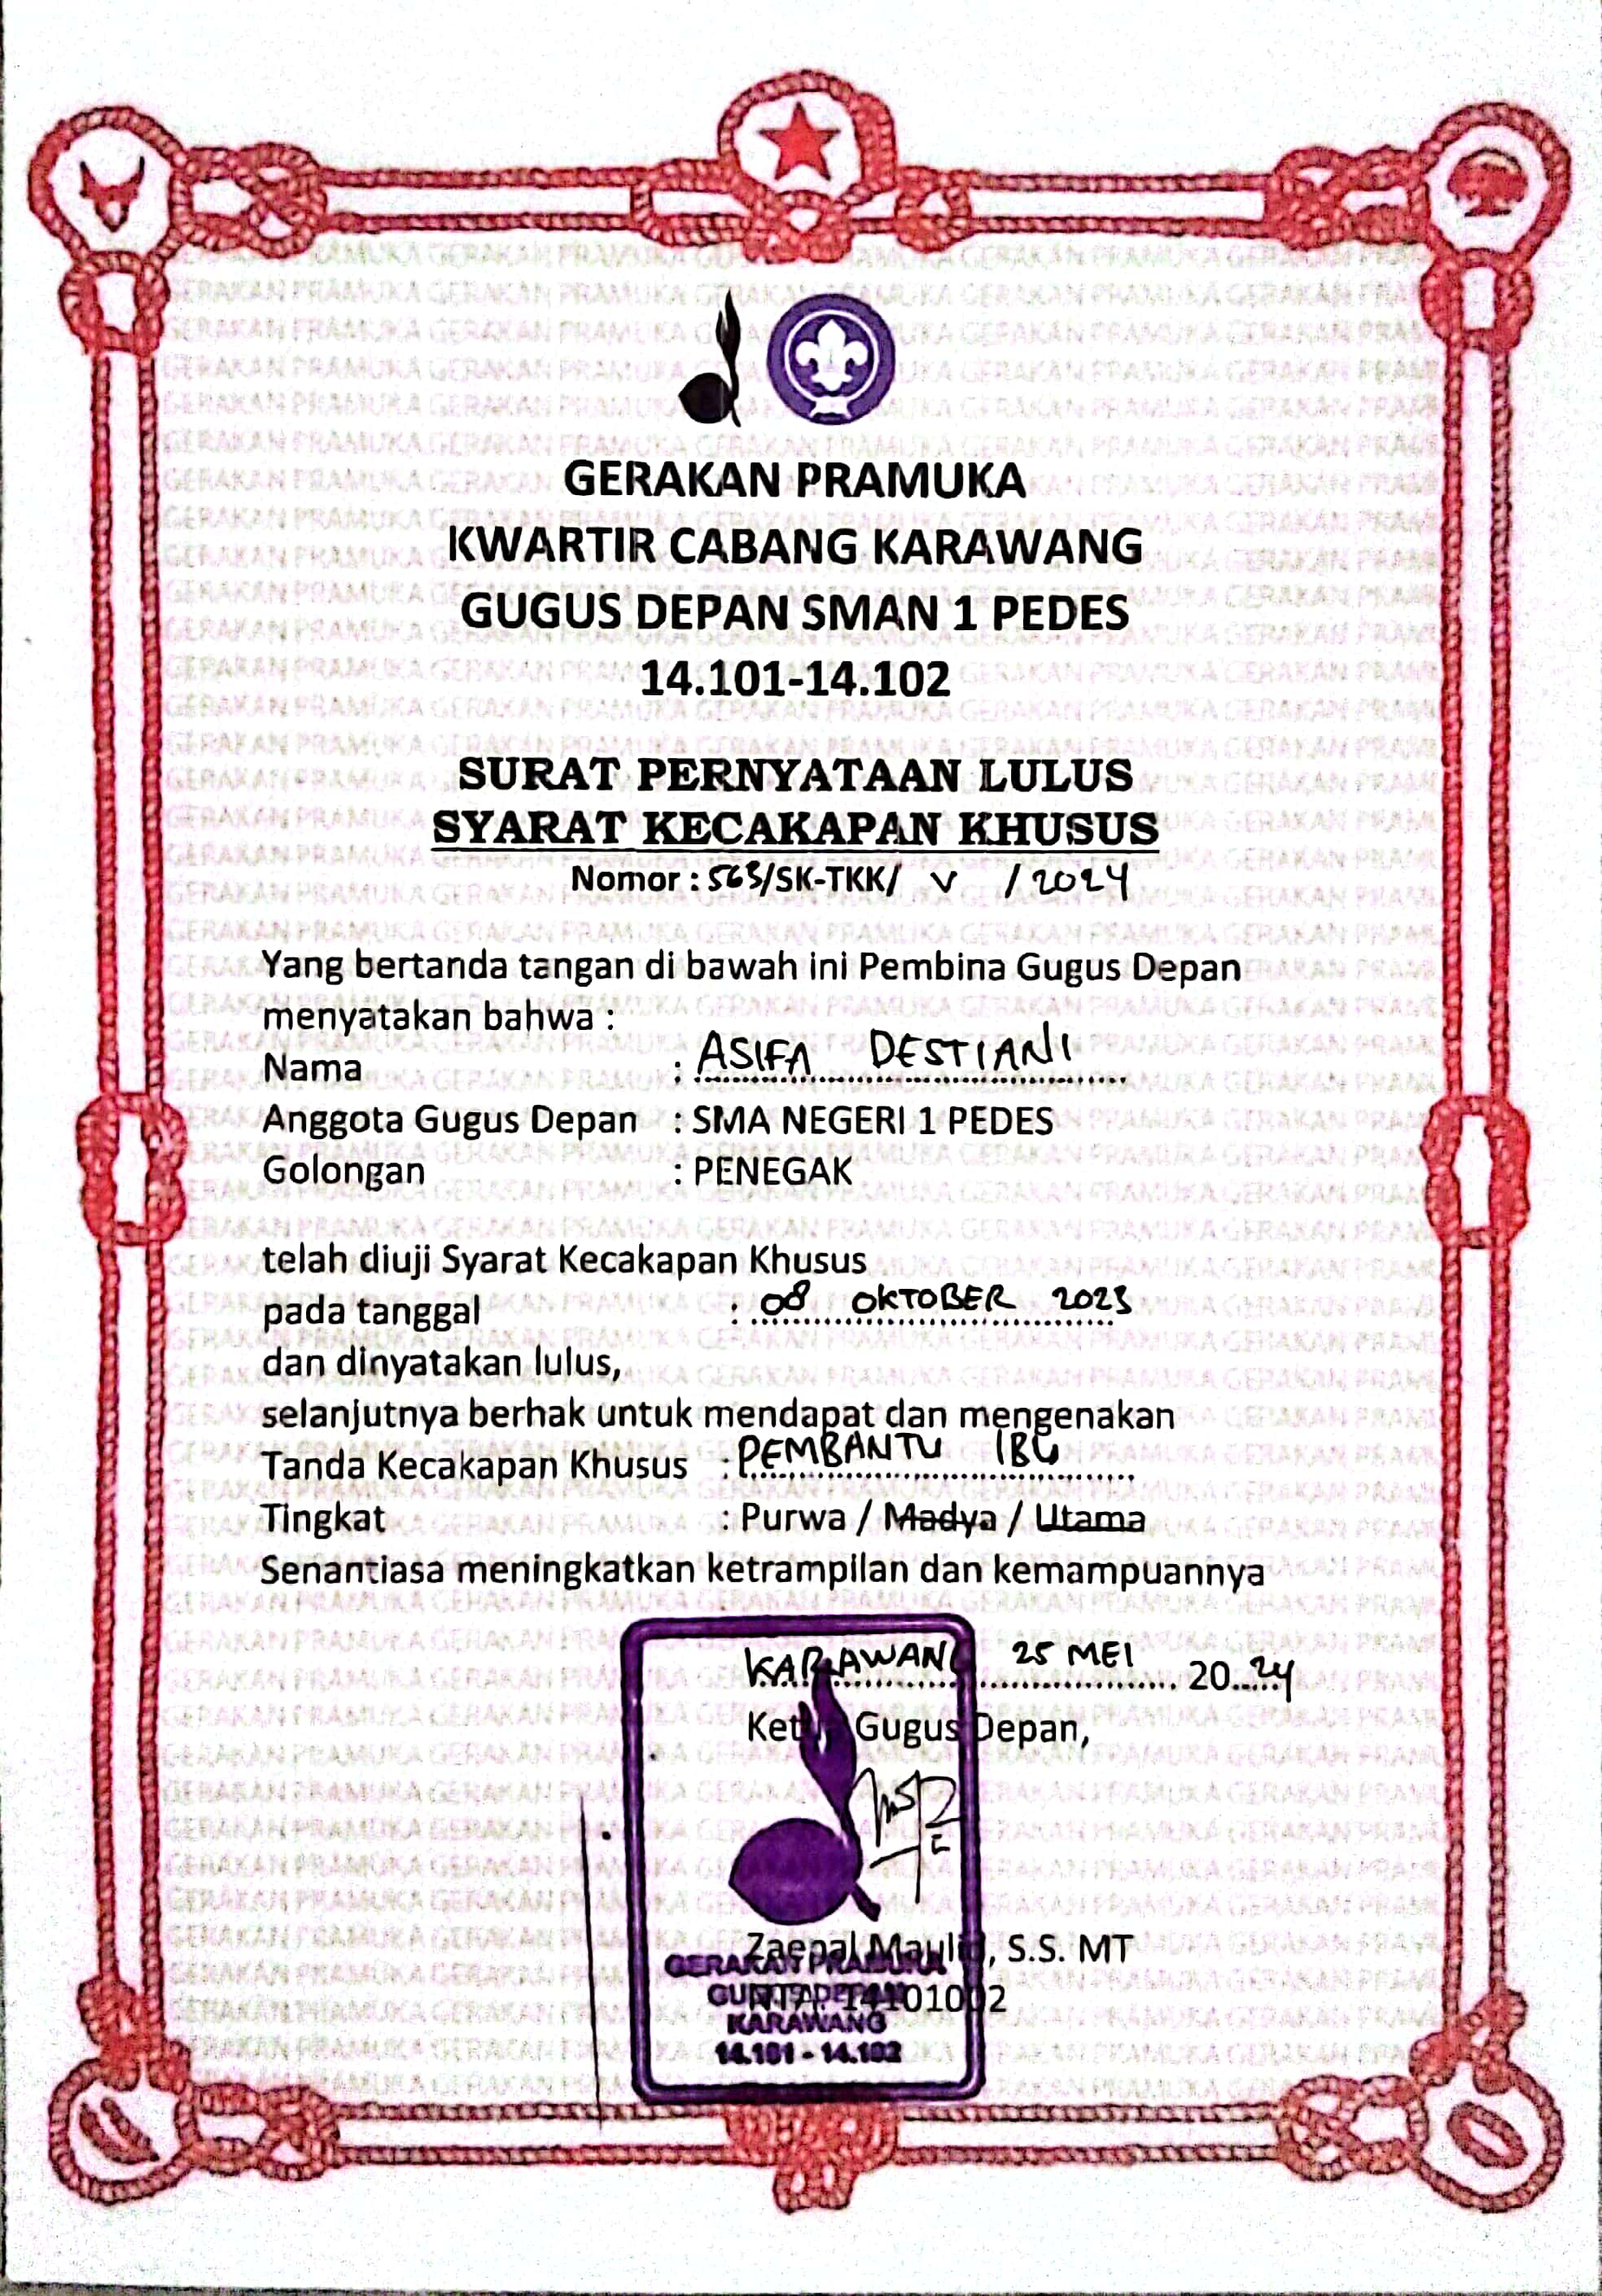 GERAKAN PRAMUKA
KWARTIR CABANG KARAWANG
GUGUS DEPAN SMAN 1 PEDES
14.101-14.102
SURAT PERNYATAAN LULUS
SYARAT KECAKAPAN KHUSUS
Nomor : 563/SK-TKK/ V /2024
Yang bertanda tangan di bawah ini Pembina Gugus Depan
menyatakan bahwa :
Nama : ASIFA DESTIANI
Anggota Gugus Depan : SMA NEGERI 1 PEDES
Golongan : PENEGAK
telah diuji Syarat Kecakapan Khusus
pada tanggal : 08 OKTOBER 2023
dan dinyatakan lulus,
selanjutnya berhak untuk mendapat dan mengenakan
Tanda Kecakapan Khusus : PEMBANTU IBU
Tingkat : Purwa / Madya / Utama
Senantiasa meningkatkan ketrampilan dan kemampuannya
KARAWANG 25 MEI 2024
Ketua Gugus Depan,
Zaenal Maulid, S.S. MT
14101002
GERAKAN PRAMUKA
KARAWANG
14.101 - 14.102